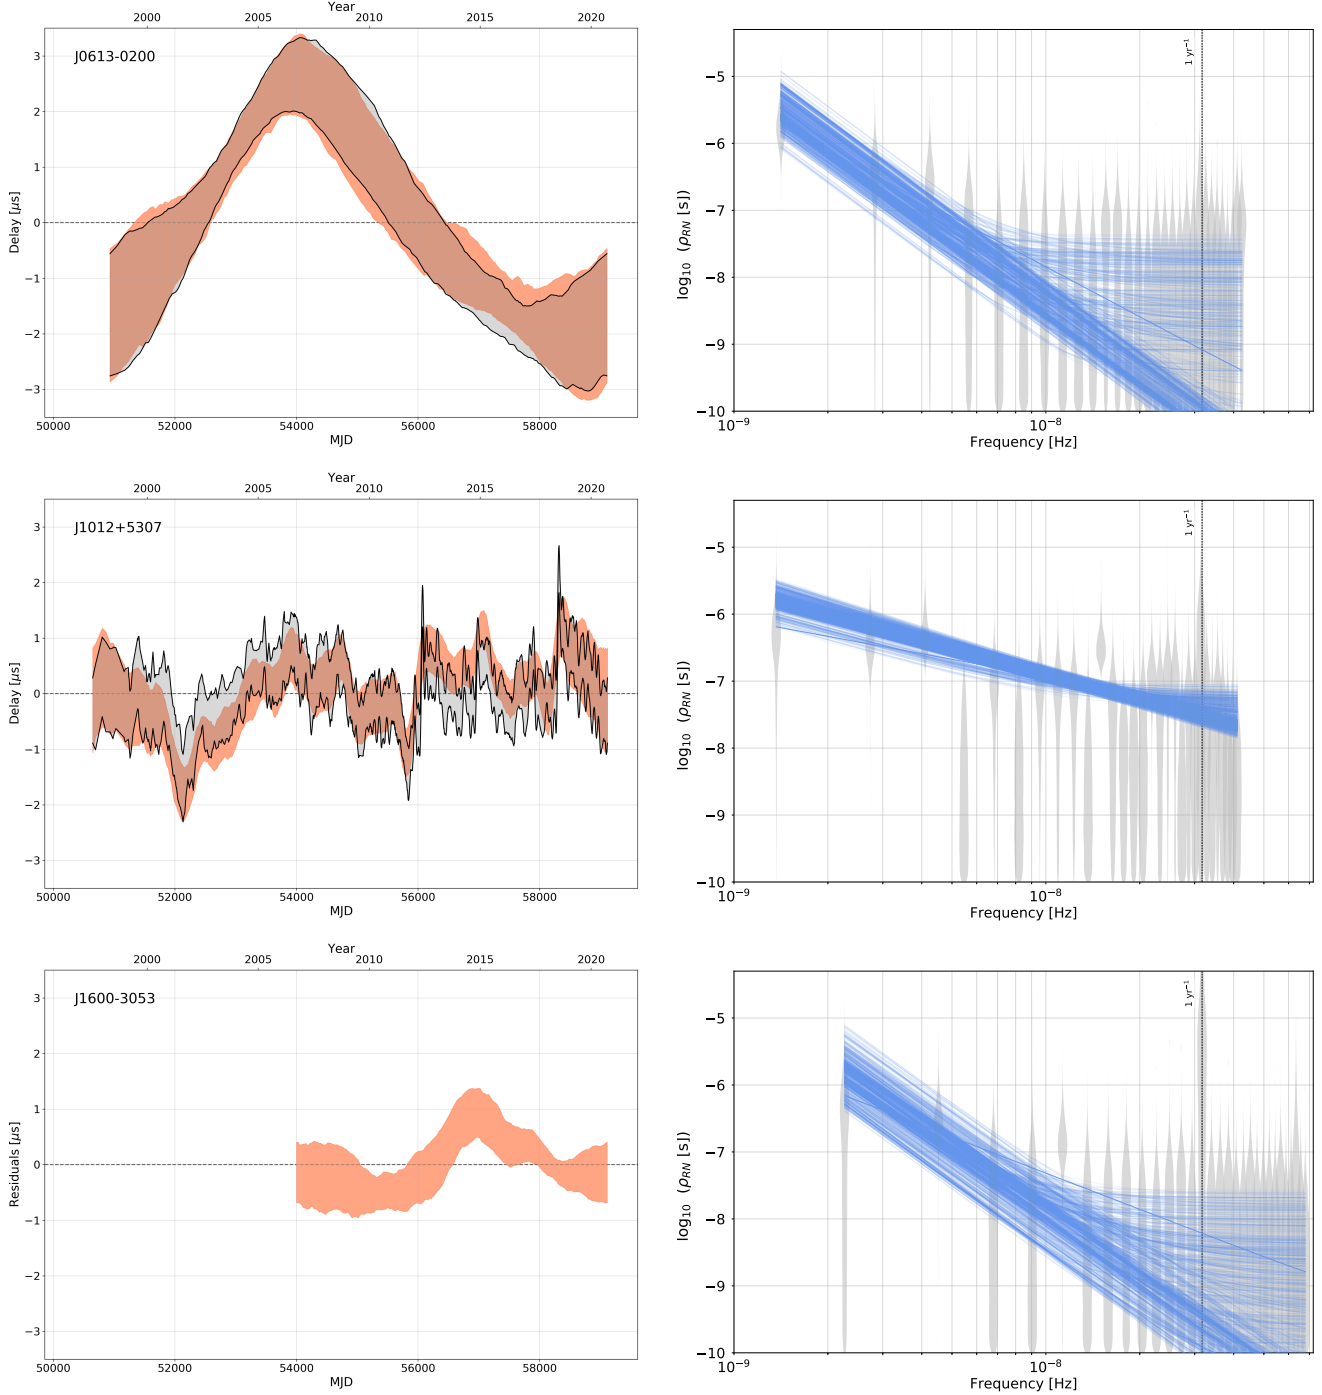 Year
2000 2005 2010 2015 2020
J0613-0200
3
2
1
0
−1
−2
−3
Delay [μs]
50000 52000 54000 56000 58000
MJD
1 yr⁻¹
−5
−6
−7
−8
−9
−10
log₁₀ (ρRN [s])
10⁻⁹ 10⁻⁸
Frequency [Hz]
Year
2000 2005 2010 2015 2020
J1012+5307
3
2
1
0
−1
−2
−3
Delay [μs]
50000 52000 54000 56000 58000
MJD
1 yr⁻¹
−5
−6
−7
−8
−9
−10
log₁₀ (ρRN [s])
10⁻⁹ 10⁻⁸
Frequency [Hz]
Year
2000 2005 2010 2015 2020
J1600-3053
3
2
1
0
−1
−2
−3
Residuals [μs]
50000 52000 54000 56000 58000
MJD
1 yr⁻¹
−5
−6
−7
−8
−9
−10
log₁₀ (ρRN [s])
10⁻⁹ 10⁻⁸
Frequency [Hz]